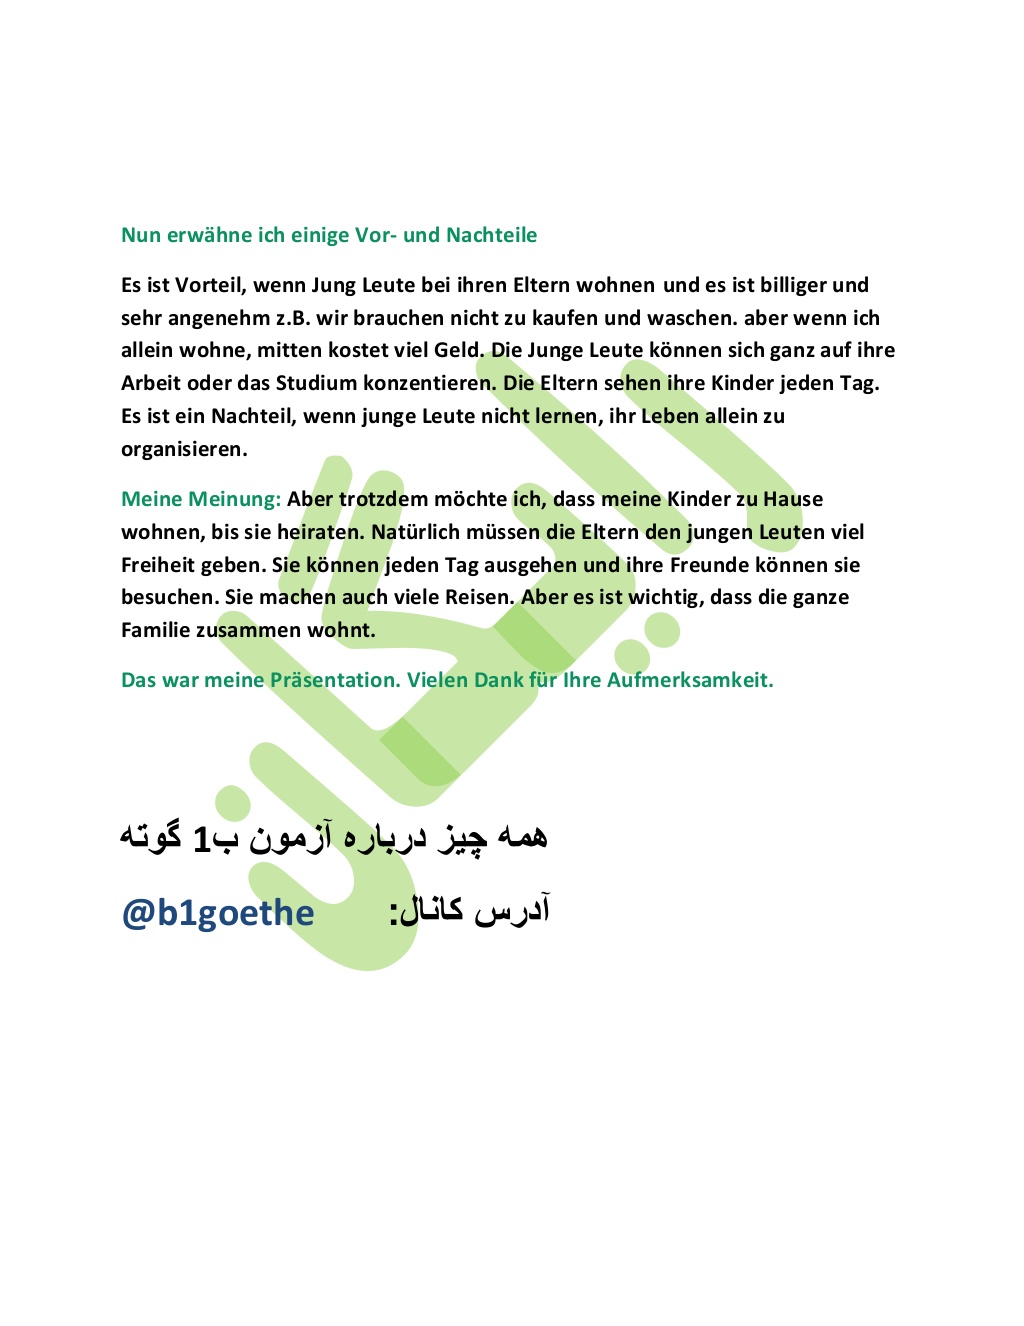 Nun erwähne ich einige Vor- und Nachteile
Es ist Vorteil, wenn Jung Leute bei ihren Eltern wohnen und es ist billiger und
sehr angenehm z.B. wir brauchen nicht zu kaufen und waschen. aber wenn ich
allein wohne, mitten kostet viel Geld. Die Junge Leute können sich ganz auf ihre
Arbeit oder das Studium konzentieren. Die Eltern sehen ihre Kinder jeden Tag.
Es ist ein Nachteil, wenn junge Leute nicht lernen, ihr Leben allein zu
organisieren.
Meine Meinung: Aber trotzdem möchte ich, dass meine Kinder zu Hause
wohnen, bis sie heiraten. Natürlich müssen die Eltern den jungen Leuten viel
Freiheit geben. Sie können jeden Tag ausgehen und ihre Freunde können sie
besuchen. Sie machen auch viele Reisen. Aber es ist wichtig, dass die ganze
Familie zusammen wohnt.
Das war meine Präsentation. Vielen Dank für Ihre Aufmerksamkeit.
همه چیز درباره آزمون ب1 گوته
آدرس کانال: @b1goethe
رایگان